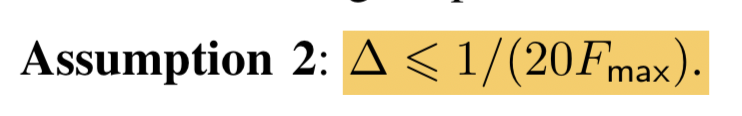 Assumption 2: Δ ⩽ 1/(20F_max).